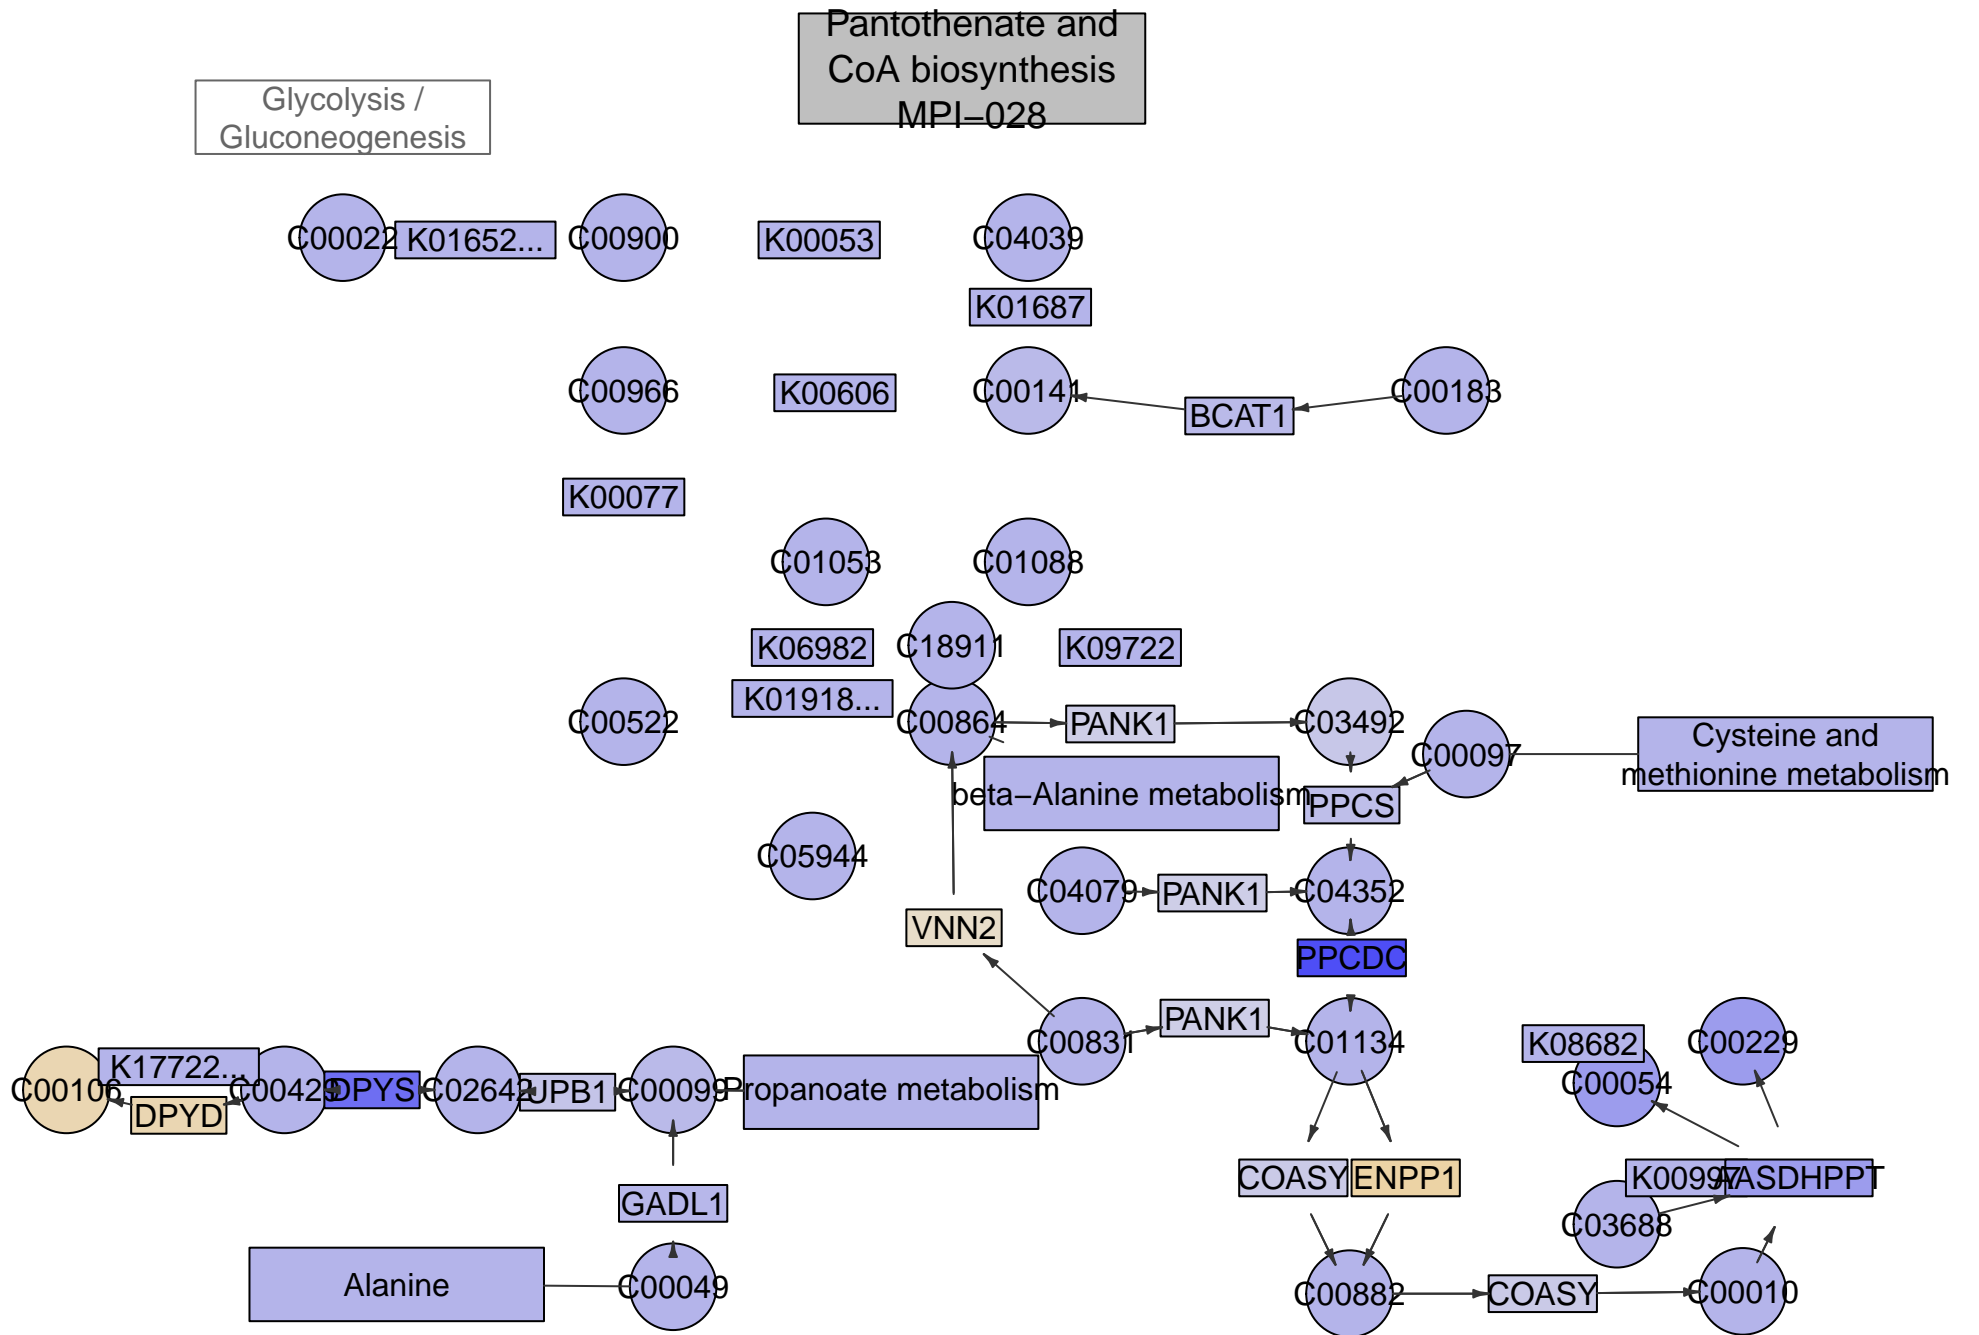 Pantothenate and
CoA biosynthesis
MPI−028
Glycolysis /
Gluconeogenesis
C00022
K01652...
C00900
K00053
C04039
K01687
C00966
K00606
C00141
BCAT1
C00183
K00077
C01053
C01088
K06982
C18911
K09722
K01918...
C00522
C00864
PANK1
C03492
C00097
Cysteine and
methionine metabolism
beta−Alanine metabolism
PPCS
C05944
C04079
PANK1
C04352
VNN2
PPCDC
PANK1
C00831
C01134
K08682
C00229
C00054
C00106
K17722...
C00429
DPYS
C02642
UPB1
C00099
Propanoate metabolism
DPYD
COASY
ENPP1
K00997
AASDHPPT
GADL1
C03688
Alanine
C00049
C00882
COASY
C00010